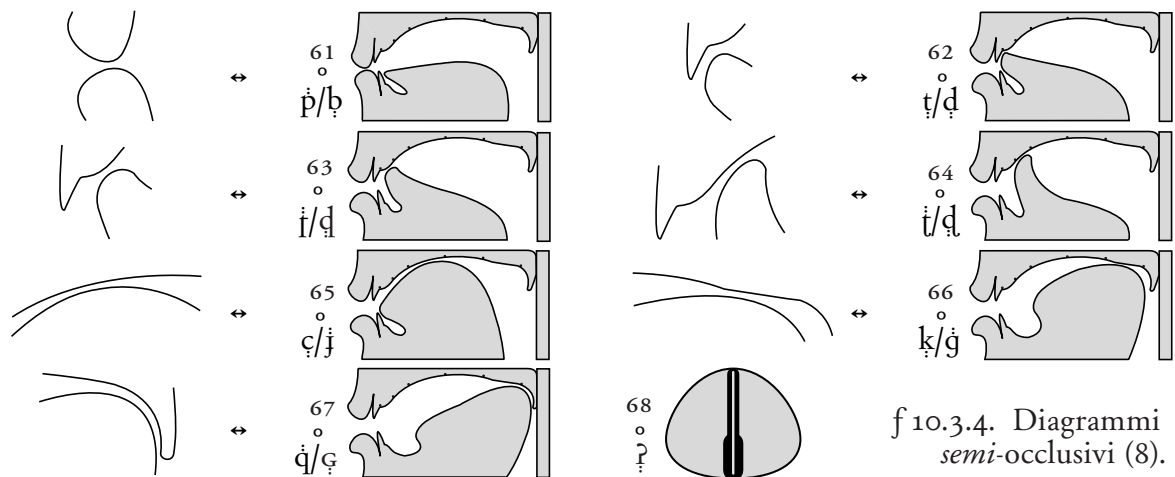 61
○
ṗ/ḅ
↔
62
○
ṭ/ḍ
↔
63
○
↔
64
○
ʈ̇/ɖ̇
↔
65
○
c̣/ɟ̇
↔
66
○
ḳ/ġ
↔
67
○
q̇/ɢ̣
↔
68
○
ʔ̣
f 10.3.4. Diagrammi
semi-occlusivi (8).